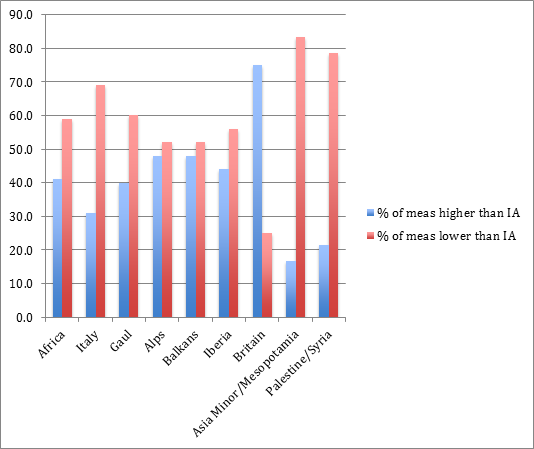 90.0
80.0
70.0
60.0
50.0
40.0
30.0
20.0
10.0
0.0
Africa
Italy
Gaul
Alps
Balkans
Iberia
Britain
Asia Minor/Mesopotamia
Palestine/Syria
% of meas higher than IA
% of meas lower than IA